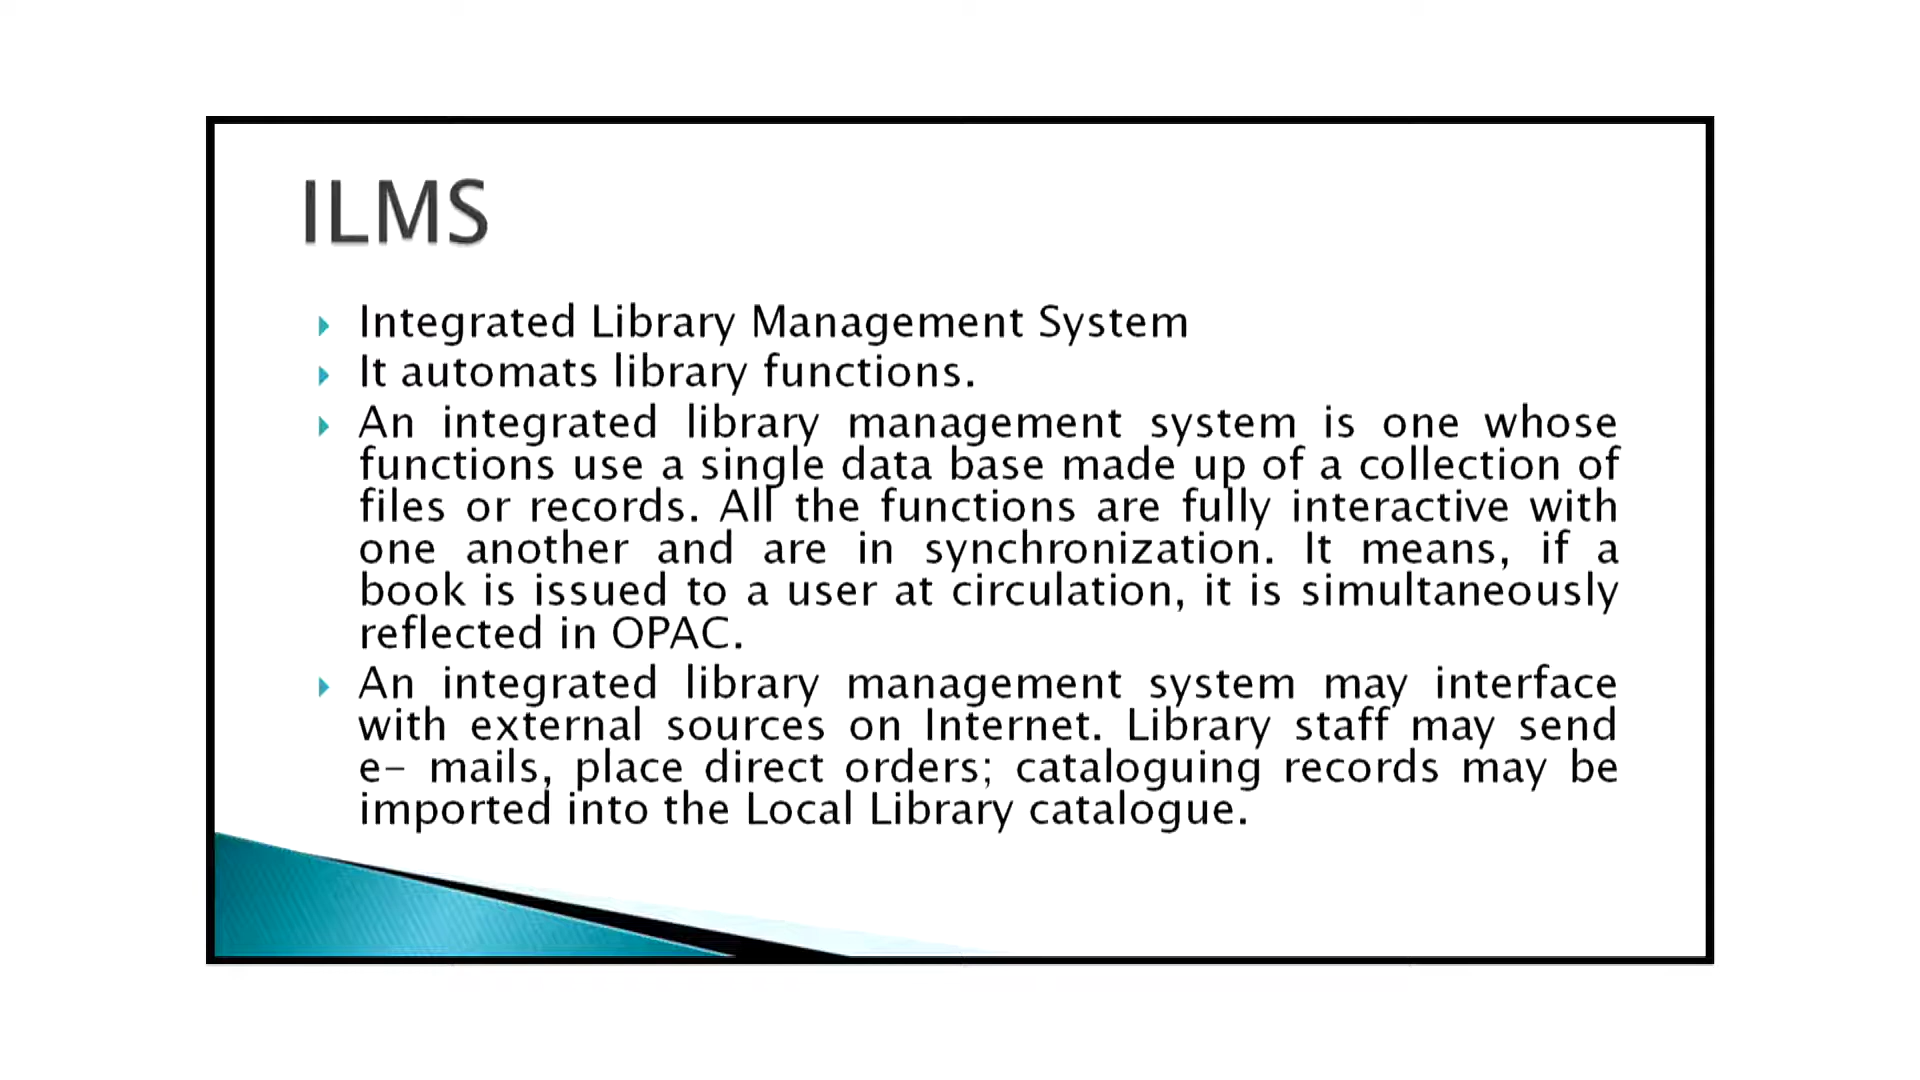 ILMS
Integrated Library Management System
It automats library functions.
An integrated library management system is one whose
functions use a single data base made up of a collection of
files or records. All the functions are fully interactive with
one another and are in synchronization. It means, if a
book is issued to a user at circulation, it is simultaneously
reflected in OPAC.
An integrated library management system may interface
with external sources on Internet. Library staff may send
e- mails, place direct orders; cataloguing records may be
imported into the Local Library catalogue.